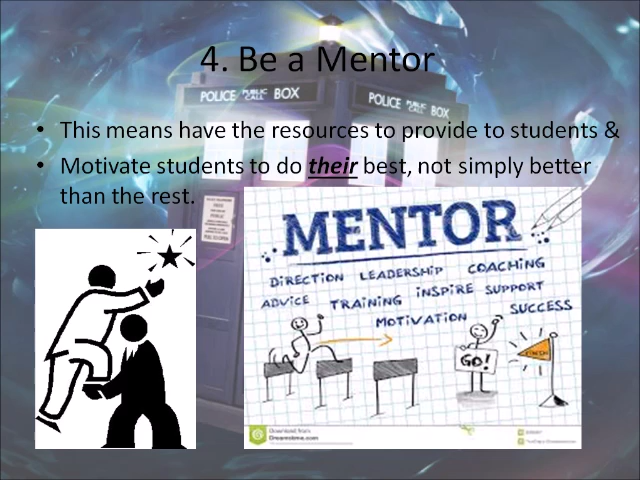 4. Be a Mentor
POLICE PUBLIC CALL BOX
POLICE PUBLIC CALL BOX
• This means have the resources to provide to students &
• Motivate students to do their best, not simply better
than the rest.
MENTOR
DIRECTION LEADERSHIP COACHING
ADVICE TRAINING INSPIRE SUPPORT
MOTIVATION SUCCESS
GO!
FINISH
Download from
Dreamstime.com